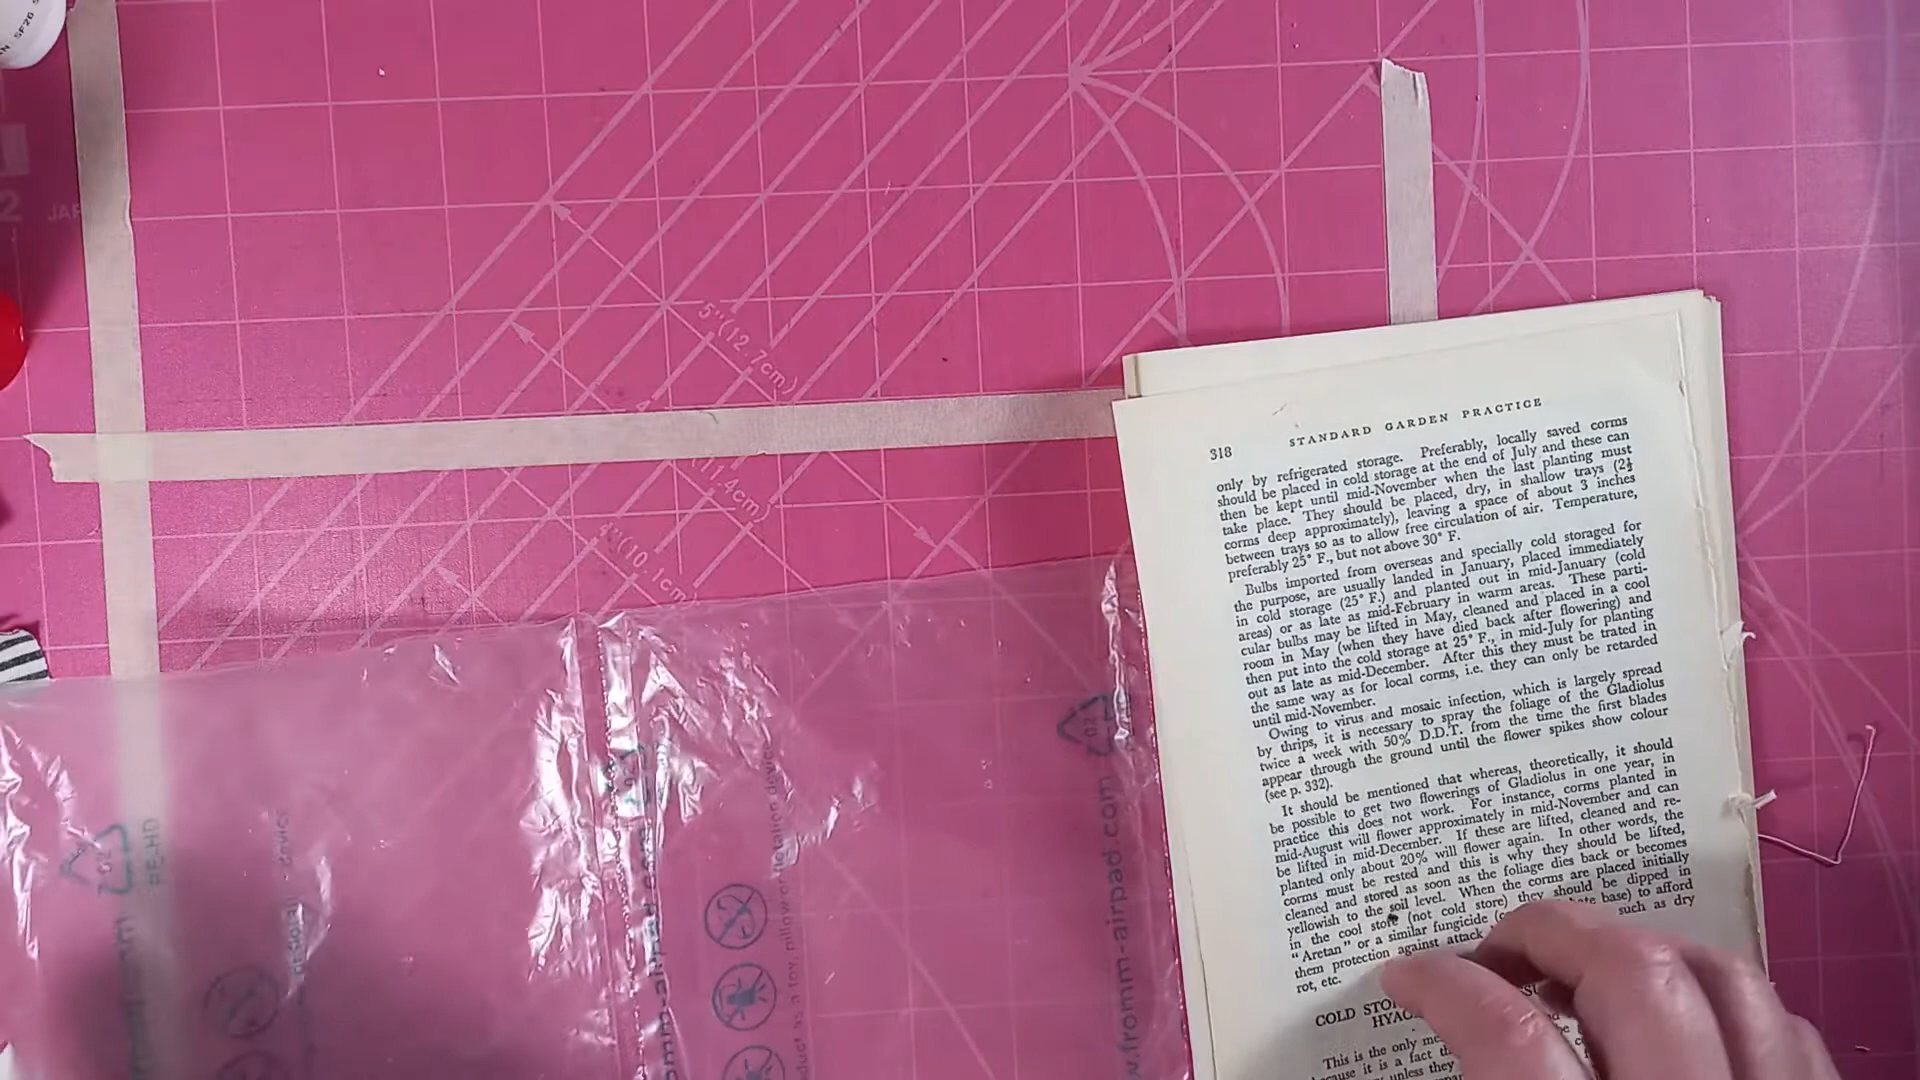 318
STANDARD GARDEN PRACTICE
only by refrigerated storage. Preferably, locally saved corms
should be placed in cold storage at the end of July and these can
then be kept until mid-November when the last planting must
take place. They should be placed, dry, in shallow trays (2½
corms deep approximately), leaving a space of about 3 inches
between trays so as to allow free circulation of air. Temperature,
preferably 25° F., but not above 30° F.
Bulbs imported from overseas and specially cold storaged for
the purpose, are usually landed in January, placed immediately
in cold storage (25° F.) and planted out in mid-January (cold
areas) or as late as mid-February in warm areas. These parti-
cular bulbs may be lifted in May, cleaned and placed in a cool
room in May (when they have died back after flowering) and
then put into the cold storage at 25° F., in mid-July for planting
out as late as mid-December. After this they must be trated in
the same way as for local corms, i.e. they can only be retarded
until mid-November.
Owing to virus and mosaic infection, which is largely spread
by thrips, it is necessary to spray the foliage of the Gladiolus
twice a week with 50% D.D.T. from the time the first blades
appear through the ground until the flower spikes show colour
(see p. 332).
It should be mentioned that whereas, theoretically, it should
be possible to get two flowerings of Gladiolus in one year, in
practice this does not work. For instance, corms planted in
mid-August will flower approximately in mid-November and can
be lifted in mid-December. If these are lifted, cleaned and re-
planted only about 20% will flower again. In other words, the
corms must be rested and this is why they should be lifted,
cleaned and stored as soon as the foliage dies back or becomes
yellowish to the soil level. When the corms are placed initially
in the cool store (not cold store) they should be dipped in
"Aretan" or a similar fungicide base) to afford
them protection against attack such as dry
rot, etc.
COLD
This is the only
because it is a fact
unless they
5"(12.7cm)
(11.4cm)
4"(10.1cm)
2
02
PE-HD
02
www.fromm-airpad.com